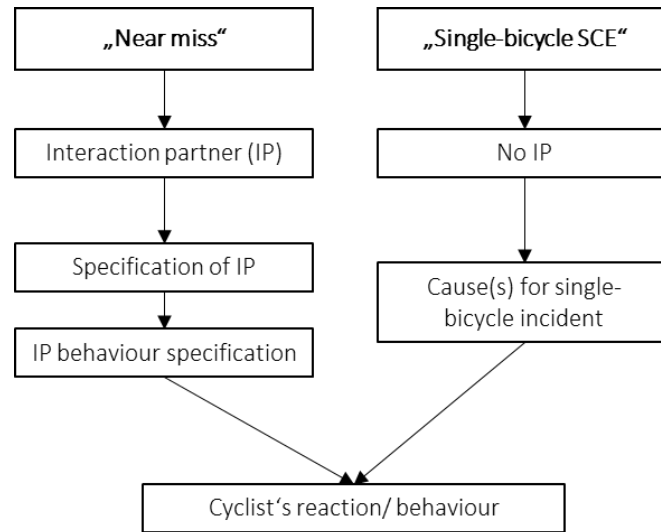 „Near miss“
„Single-bicycle SCE“
Interaction partner (IP)
No IP
Specification of IP
Cause(s) for single-
bicycle incident
IP behaviour specification
Cyclist‘s reaction/ behaviour